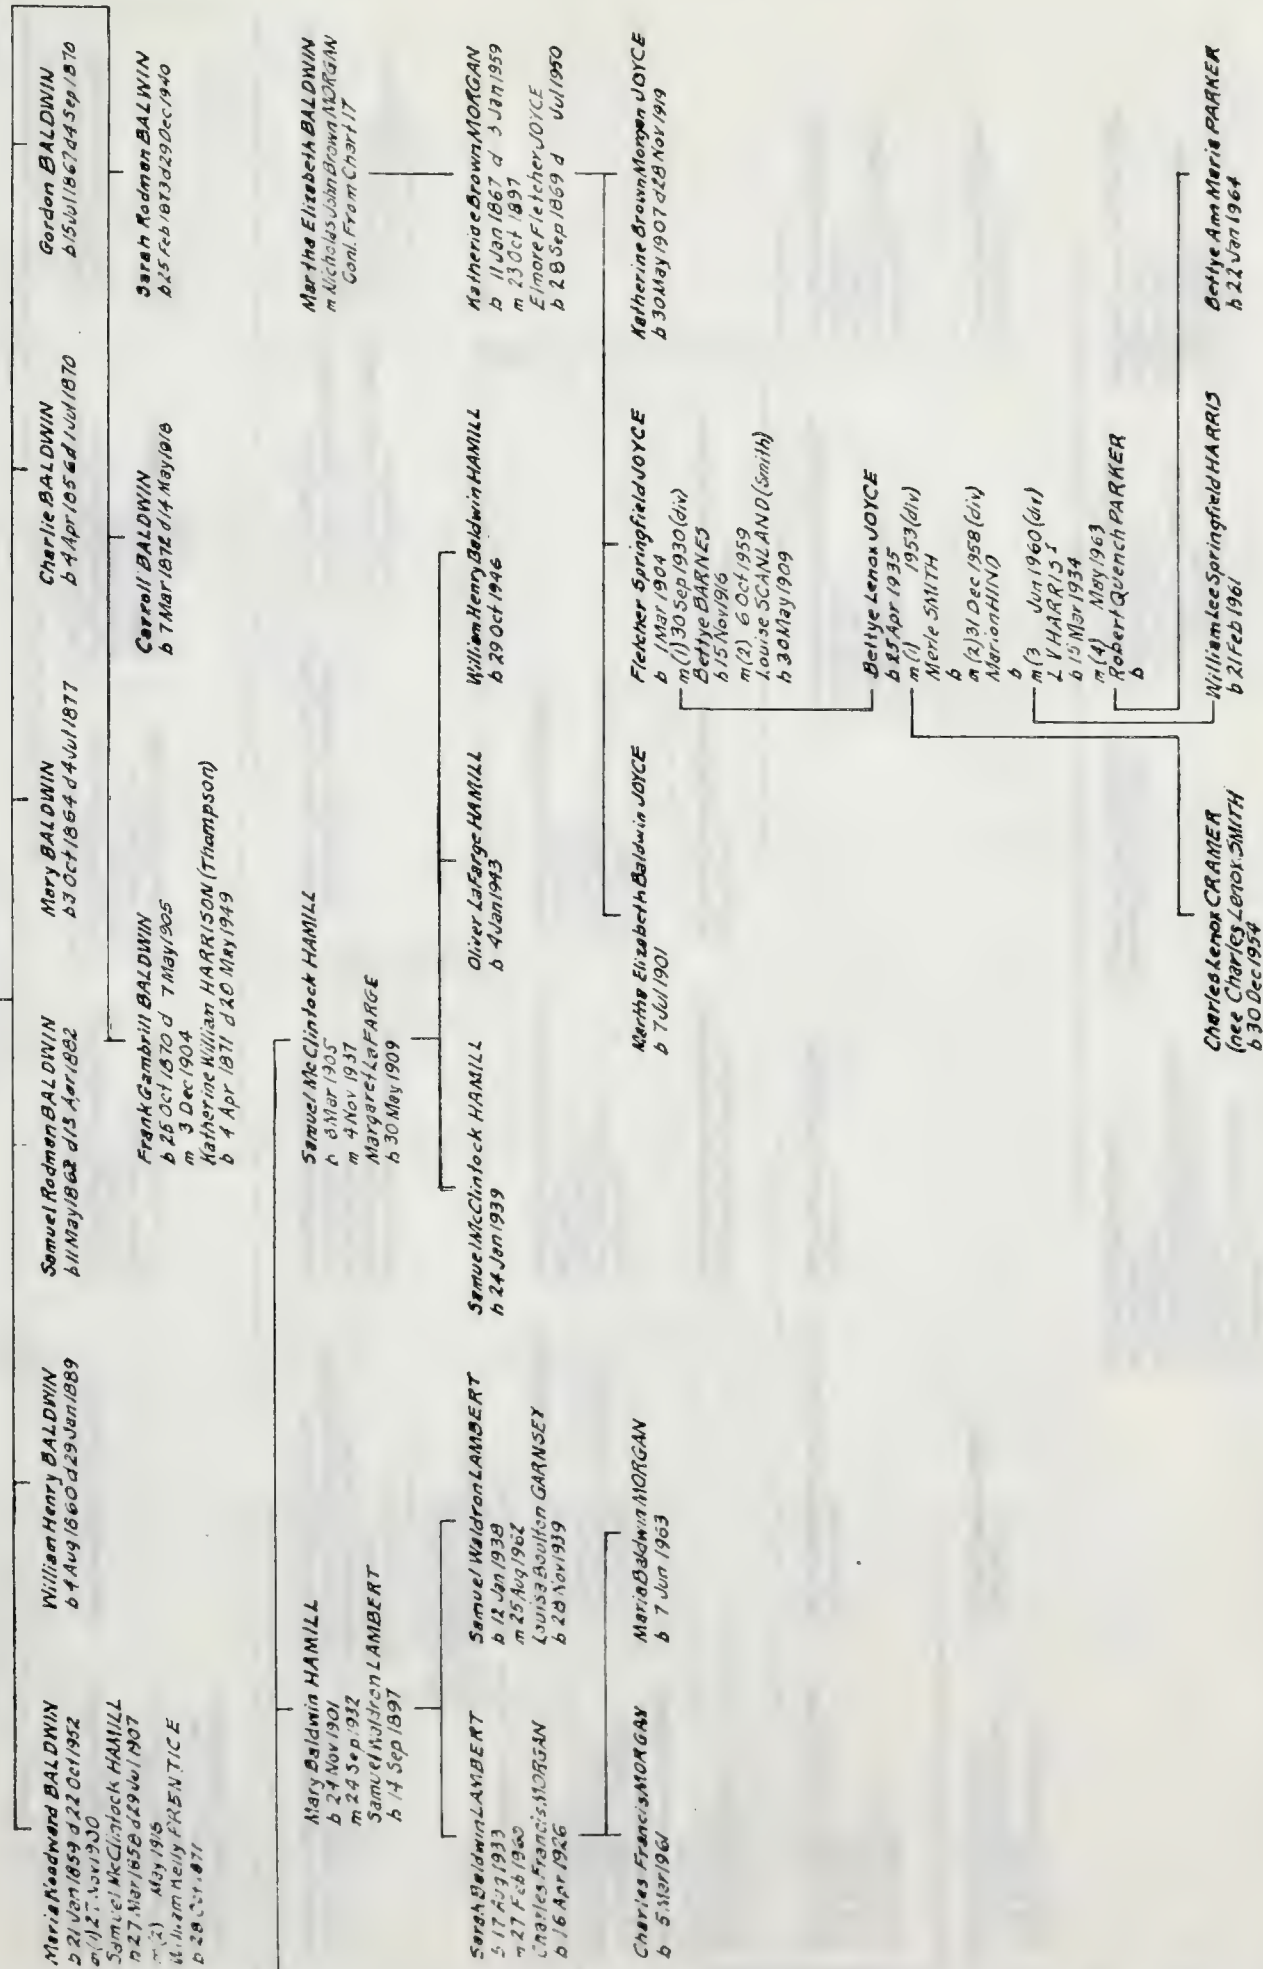 Maria Woodward BALDWIN
b 21 Jan 1859 d 22 Oct 1952
m(1) 27 Nov 1900
Samuel McClintock HAMILL
b 27 Mar 1858 d 29 Jul 1907
m(2) May 1918
William Kelly PRENTICE
b 28 Oct 1871
William Henry BALDWIN
b 4 Aug 1860 d 29 Jan 1889
Samuel Rodman BALDWIN
b 11 May 1862 d 13 Apr 1882
Mary BALDWIN
b 3 Oct 1864 d 4 Jul 1877
Charlie BALDWIN
b 4 Apr d 1 Jul 1870
Gordon BALDWIN
b 15 Jul 1867 d 4 Sep 1870
Frank Gambrill BALDWIN
b 25 Oct 1870 d 7 May 1905
m 3 Dec 1904
Katherine William HARRISON (Thompson)
b 4 Apr 1871 d 20 May 1949
Carroll BALDWIN
b 7 Mar 1872 d 14 May 1918
Sarah Rodman BALWIN
b 25 Feb 1873 d 29 Dec 1940
Mary Baldwin HAMILL
b 24 Nov 1901
m 24 Sep 1932
Samuel Waldron LAMBERT
b 14 Sep 1897
Samuel McClintock HAMILL
b 8 Mar 1905
m 4 Nov 1937
Margaret LaFARGE
b 30 May 1909
Martha Elizabeth BALDWIN
m Nicholas John Brown MORGAN
Conl. From Chart 17
Sarah Baldwin LAMBERT
b 17 Aug 1933
m 27 Feb 1960
Charles Francis MORGAN
b 16 Apr 1926
Samuel Waldron LAMBERT
b 12 Jan 1938
m 25 Aug 1962
Louisa Boulton GARNSEY
b 28 Nov 1939
Samuel McClintock HAMILL
b 24 Jan 1939
Oliver LaFarge HAMILL
b 4 Jan 1943
William Henry Baldwin HAMILL
b 29 Oct 1946
Katherine Brown MORGAN
b 11 Jan 1867 d 3 Jan 1959
m 23 Oct 1897
Elmore Fletcher JOYCE
b 28 Sep 1869 d Jul 1950
Charles Francis MORGAN
b 5 Mar 1961
Maria Baldwin MORGAN
b 7 Jun 1963
Martha Elizabeth Baldwin JOYCE
b 7 Jul 1901
Fletcher Springfield JOYCE
b 1 Mar 1904
m(1) 30 Sep 1930 (div)
Bettye BARNES
b 15 Nov 1916
m(2) 6 Oct 1959
Louise SCANLAND (Smith)
b 30 May 1909
Katherine Brown Morgan JOYCE
b 30 May 1907 d 28 Nov 1919
Bettye Lenox JOYCE
b 25 Apr 1935
m(1) 1953 (div)
Merle SMITH
b
m(2) 31 Dec 1958 (div)
Marion HIND
b
m(3 Jun 1960 (div)
L V HARRIS
b 15 Mar 1934
m(4) May 1963
Robert Quench PARKER
b
Charles Lenox CRAMER
(nee Charles Lenox SMITH
b 30 Dec 1954
William Lee Springfield HARRIS
b 21 Feb 1961
Bettye Ann Marie PARKER
b 22 Jan 1964